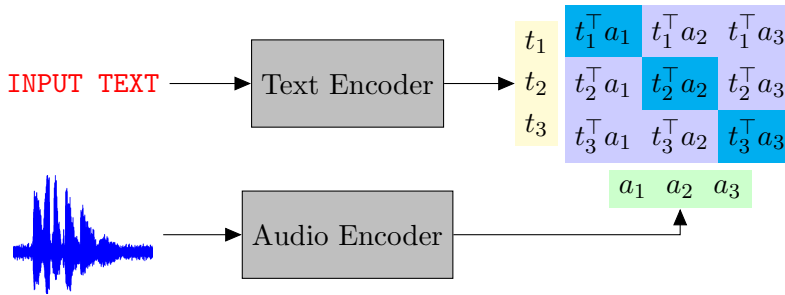 INPUT TEXT
Text Encoder
t₁
t₂
t₃
t₁⊤a₁ t₁⊤a₂ t₁⊤a₃
t₂⊤a₁ t₂⊤a₂ t₂⊤a₃
t₃⊤a₁ t₃⊤a₂ t₃⊤a₃
a₁ a₂ a₃
Audio Encoder